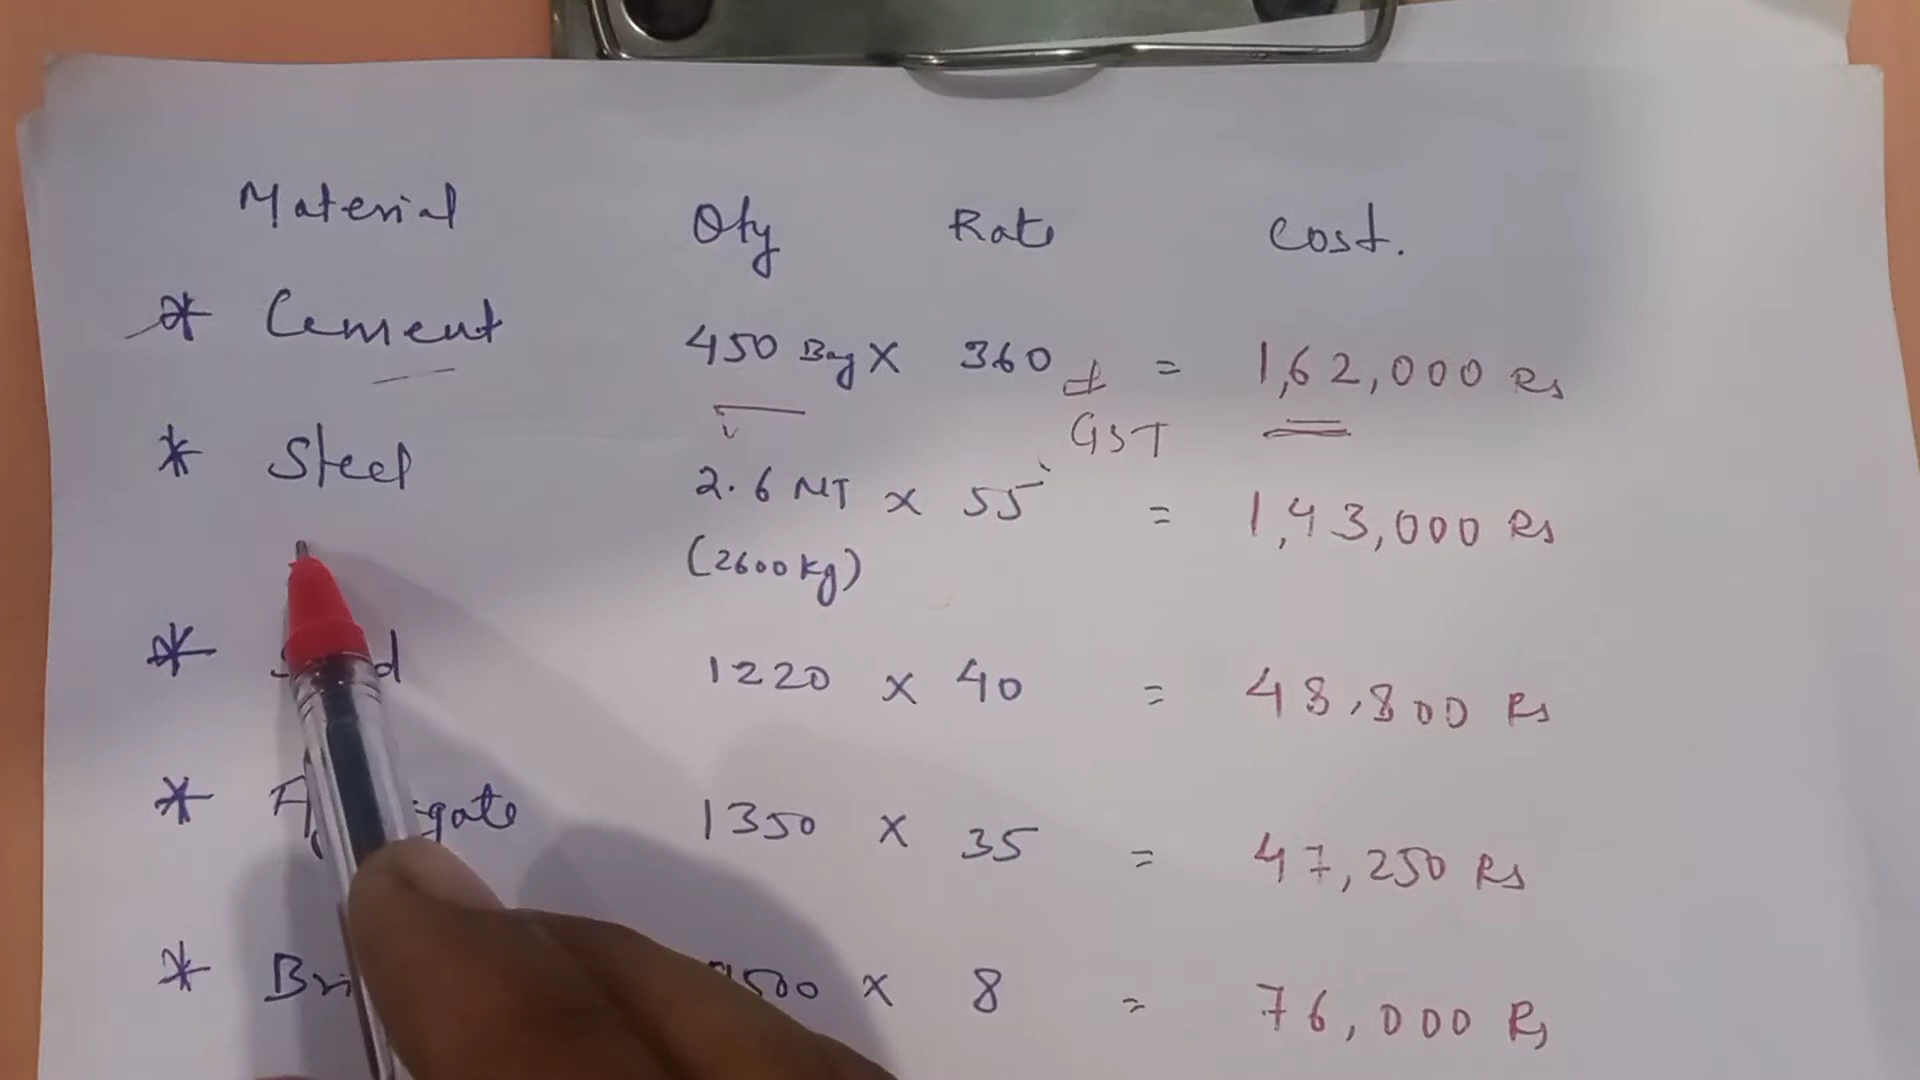 Material Qty Rate Cost.
* Cement 450 Bag X 360 + = 1,62,000 Rs
GST
* Steel 2.6 MT x 55 = 1,43,000 Rs
(2600 kg)
* 1220 x 40 = 48,800 Rs
* 1350 x 35 = 47,250 Rs
* x 8 = 76,000 Rs